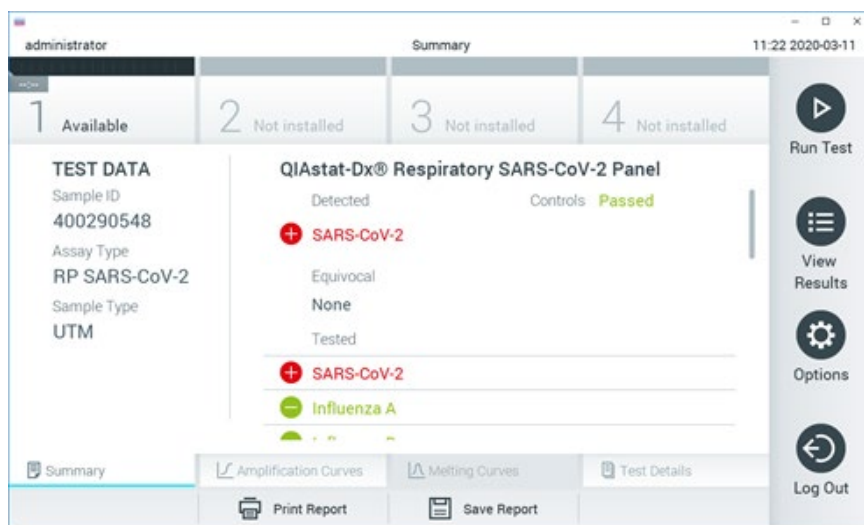 administrator Summary 11:22 2020-03-11
1 Available 2 Not installed 3 Not installed 4 Not installed
Run Test
TEST DATA
Sample ID
400290548
Assay Type
RP SARS-CoV-2
Sample Type
UTM
QIAstat-Dx® Respiratory SARS-CoV-2 Panel
Detected Controls Passed
SARS-CoV-2
Equivocal
None
Tested
SARS-CoV-2
Influenza A
View
Results
Options
Log Out
Summary Amplification Curves Melting Curves Test Details
Print Report Save Report